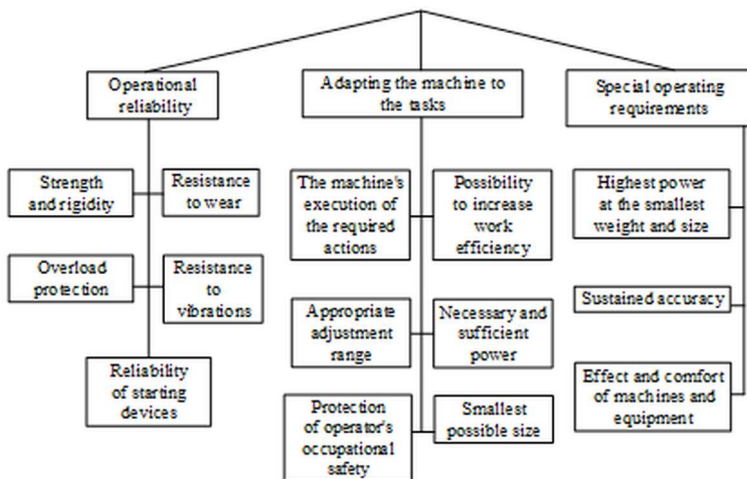 Operational
reliability
Adapting the machine to
the tasks
Special operating
requirements
Strength
and rigidity
Resistance
to wear
The machine's
execution of
the required
actions
Possibility
to increase
work
efficiency
Highest power
at the smallest
weight and size
Overload
protection
Resistance
to
vibrations
Appropriate
adjustment
range
Necessary and
sufficient
power
Sustained accuracy
Reliability
of starting
devices
Protection
of operator's
occupational
safety
Smallest
possible size
Effect and comfort
of machines and
equipment